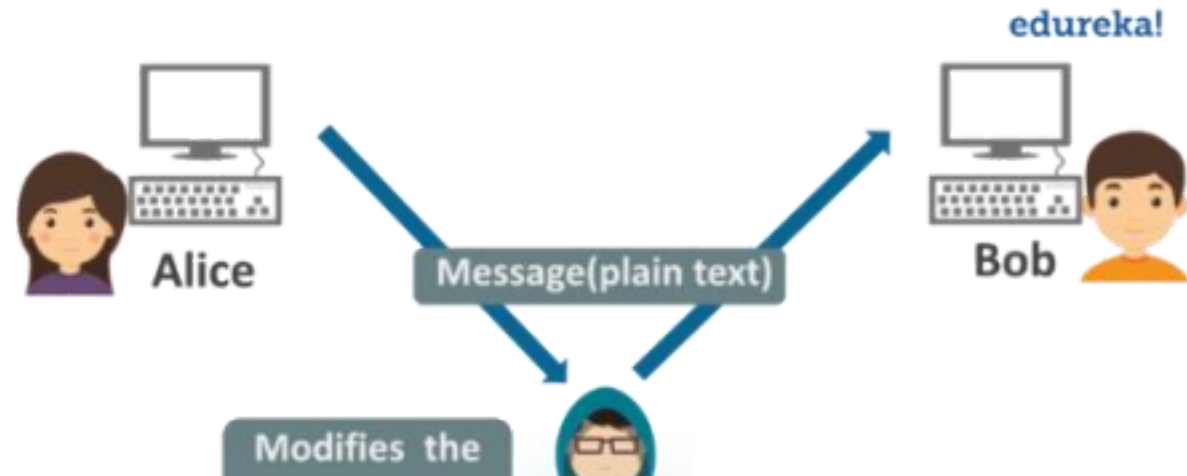 edureka!
Alice
Bob
Message(plain text)
Modifies the